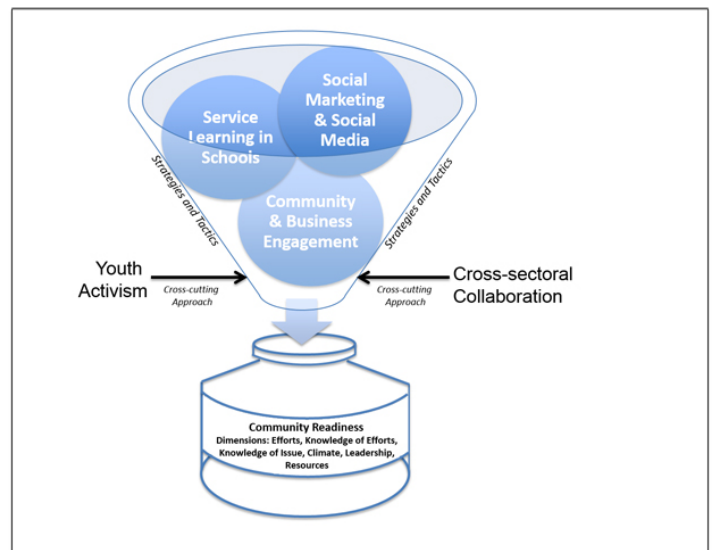 Social
Marketing
& Social
Media
Service
Learning in
Schools
Community
& Business
Engagement
Strategies and Tactics
Strategies and Tactics
Youth
Activism
Cross-cutting
Approach
Cross-cutting
Approach
Cross-sectoral
Collaboration
Community Readiness
Dimensions: Efforts, Knowledge of Efforts,
Knowledge of Issue, Climate, Leadership,
Resources